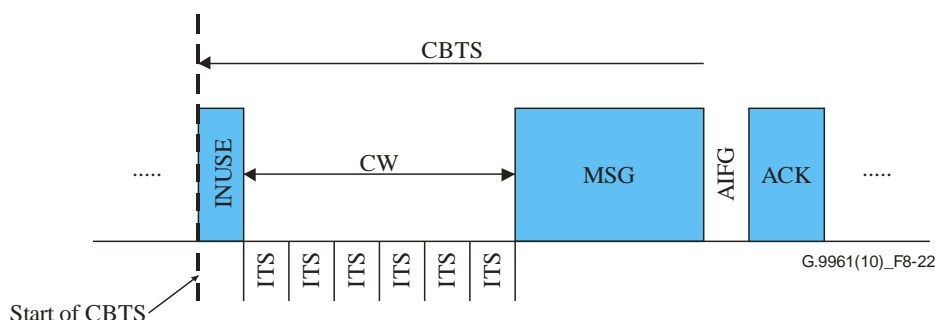 CBTS
INUSE
CW
MSG
AIFG
ACK
.....
.....
ITS
ITS
ITS
ITS
ITS
ITS
G.9961(10)_F8-22
Start of CBTS